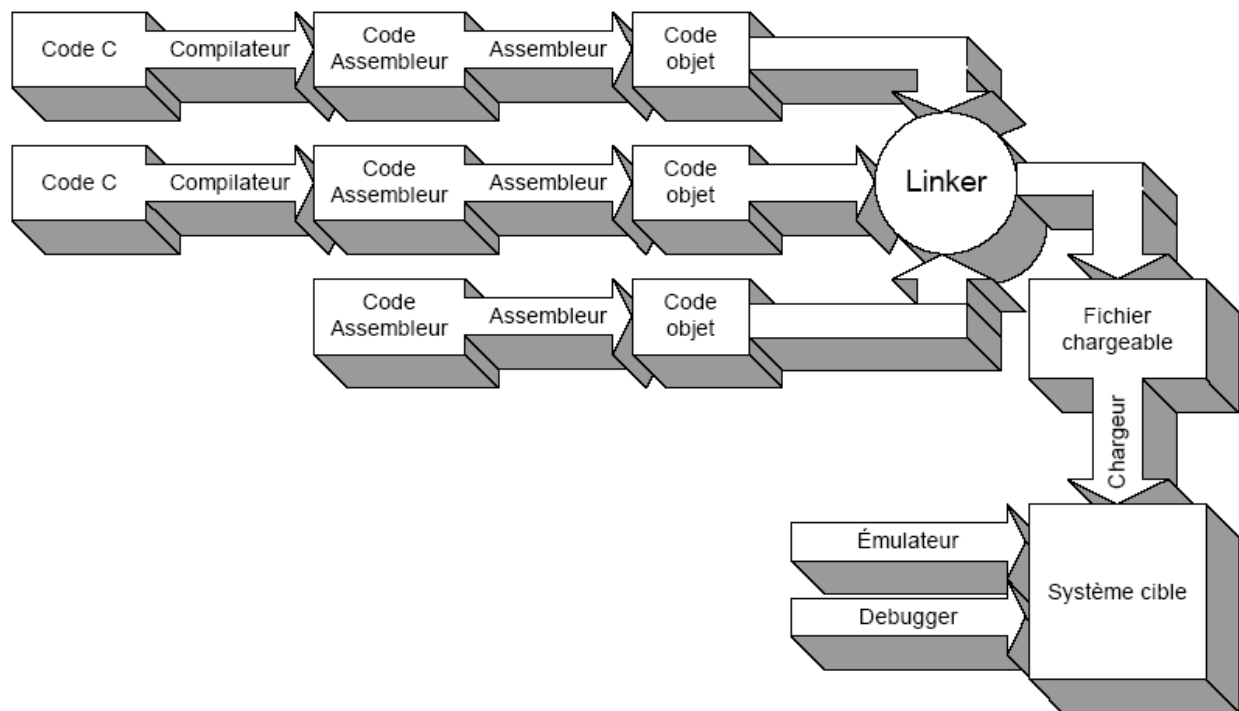 Code C
Compilateur
Code
Assembleur
Assembleur
Code
objet
Code C
Compilateur
Code
Assembleur
Assembleur
Code
objet
Linker
Code
Assembleur
Assembleur
Code
objet
Fichier
chargeable
Chargeur
Émulateur
Debugger
Système cible